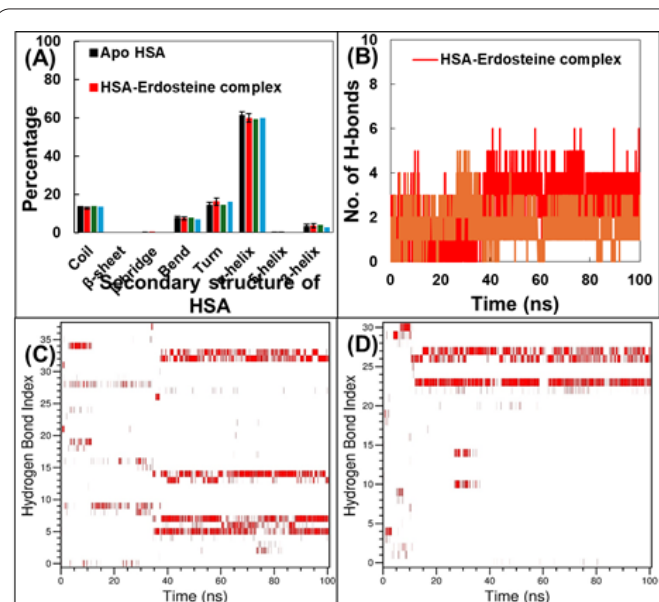 (A)
Apo HSA
HSA-Erdosteine complex
Percentage
100
80
60
40
20
0
Coil
β-sheet
Bend
Turn
Secondary structure of
HSA
(B)
HSA-Erdosteine complex
No. of H-bonds
10
8
6
4
2
0
0 20 40 60 80 100
Time (ns)
(C)
Hydrogen Bond Index
35
30
25
20
15
10
5
0
0 20 40 60 80 100
Time (ns)
(D)
Hydrogen Bond Index
30
25
20
15
10
5
0
0 20 40 60 80 100
Time (ns)